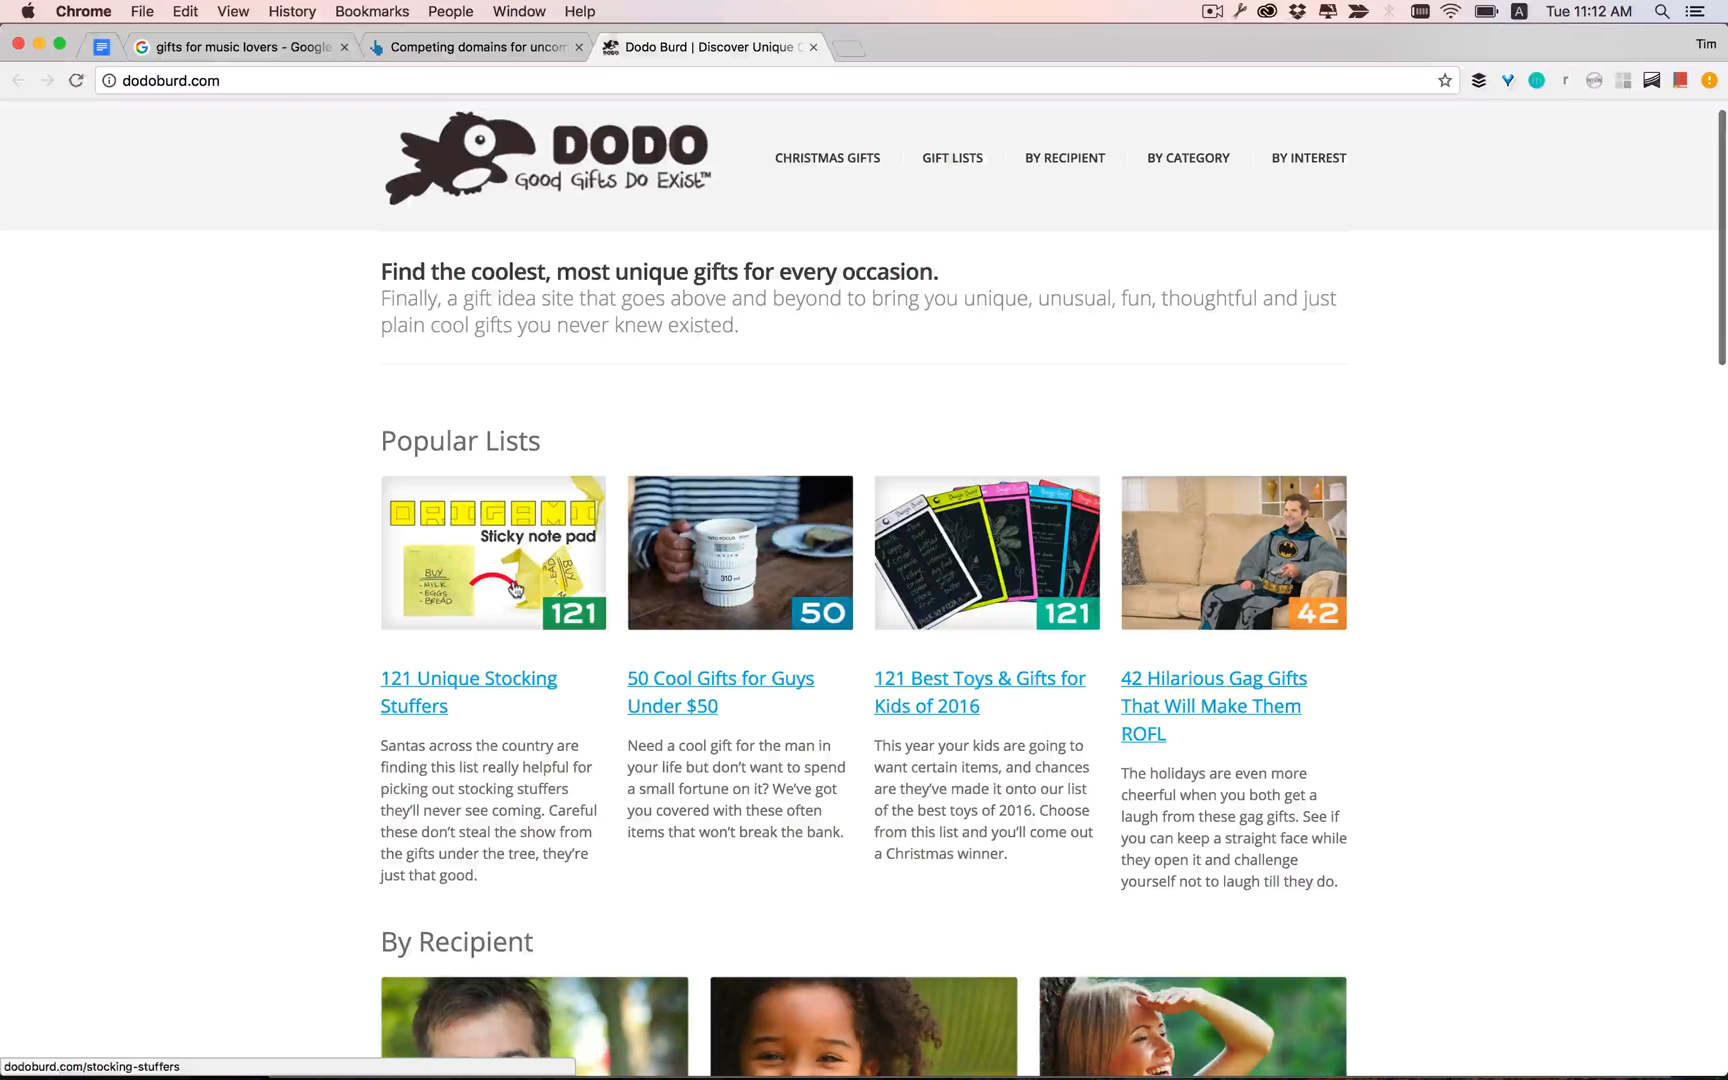 Chrome File Edit View History Bookmarks People Window Help
A Tue 11:12 AM
gifts for music lovers - Google
Competing domains for uncom
Dodo Burd | Discover Unique
Tim
dodoburd.com
r
DODO
Good Gifts Do Exist™
CHRISTMAS GIFTS GIFT LISTS BY RECIPIENT BY CATEGORY BY INTEREST
Find the coolest, most unique gifts for every occasion.
Finally, a gift idea site that goes above and beyond to bring you unique, unusual, fun, thoughtful and just
plain cool gifts you never knew existed.
Popular Lists
ORIGAMI
Sticky note pad
BUY
-MILK
-EGGS
-BREAD
BUY
121
310 ml
50
121
42
121 Unique Stocking
Stuffers
Santas across the country are
finding this list really helpful for
picking out stocking stuffers
they'll never see coming. Careful
these don't steal the show from
the gifts under the tree, they're
just that good.
50 Cool Gifts for Guys
Under $50
Need a cool gift for the man in
your life but don't want to spend
a small fortune on it? We've got
you covered with these often
items that won't break the bank.
121 Best Toys & Gifts for
Kids of 2016
This year your kids are going to
want certain items, and chances
are they've made it onto our list
of the best toys of 2016. Choose
from this list and you'll come out
a Christmas winner.
42 Hilarious Gag Gifts
That Will Make Them
ROFL
The holidays are even more
cheerful when you both get a
laugh from these gag gifts. See if
you can keep a straight face while
they open it and challenge
yourself not to laugh till they do.
By Recipient
dodoburd.com/stocking-stuffers